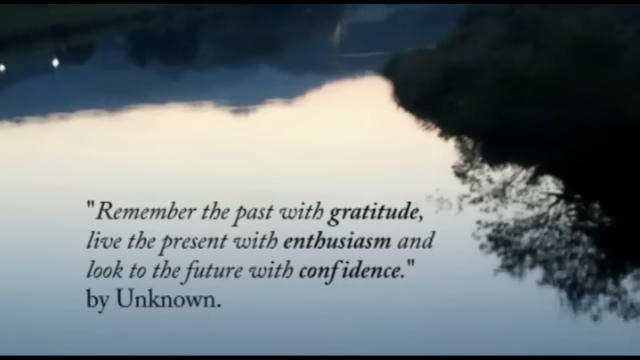 "Remember the past with gratitude,
live the present with enthusiasm and
look to the future with confidence."
by Unknown.